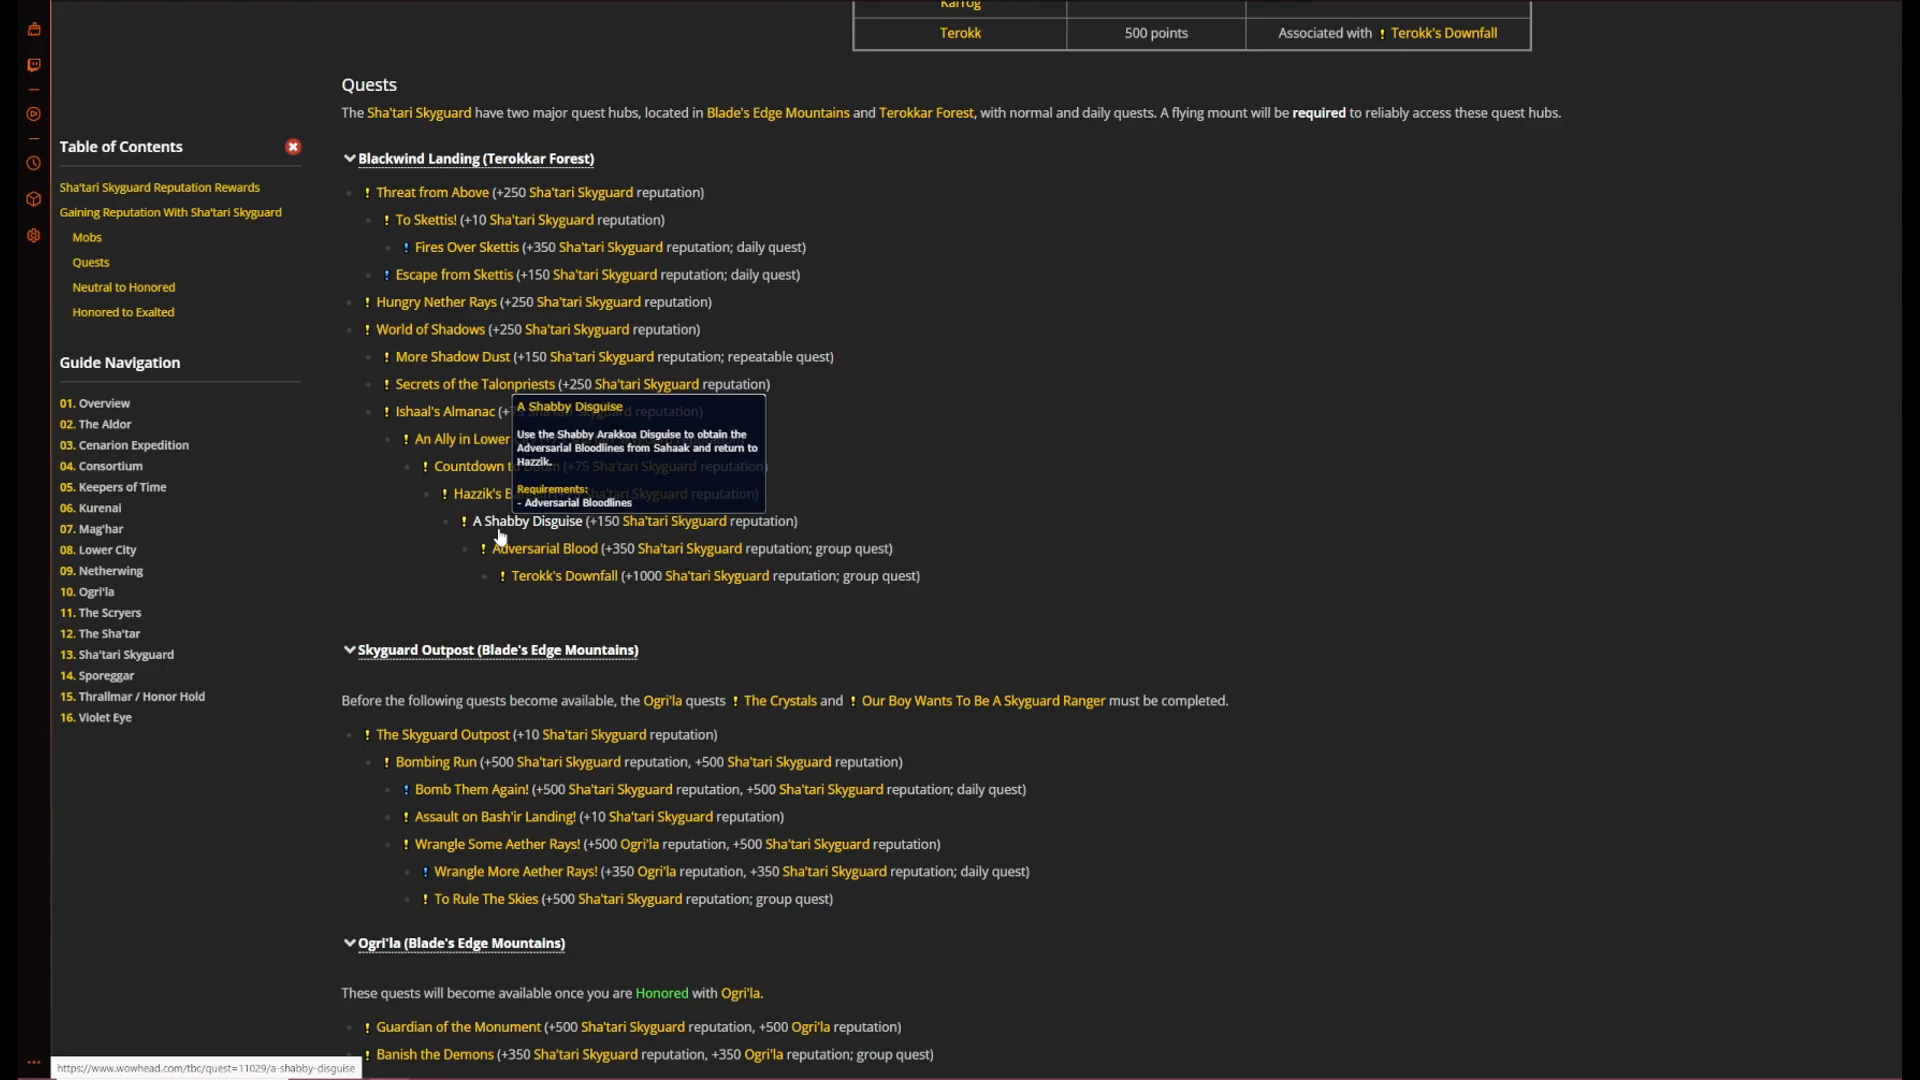 Karrog
Terokk 500 points Associated with ! Terokk's Downfall
Quests
The Sha'tari Skyguard have two major quest hubs, located in Blade's Edge Mountains and Terokkar Forest, with normal and daily quests. A flying mount will be required to reliably access these quest hubs.
Table of Contents
Sha'tari Skyguard Reputation Rewards
Gaining Reputation With Sha'tari Skyguard
Mobs
Quests
Neutral to Honored
Honored to Exalted
Guide Navigation
01. Overview
02. The Aldor
03. Cenarion Expedition
04. Consortium
05. Keepers of Time
06. Kurenai
07. Mag'har
08. Lower City
09. Netherwing
10. Ogri'la
11. The Scryers
12. The Sha'tar
13. Sha'tari Skyguard
14. Sporeggar
15. Thrallmar / Honor Hold
16. Violet Eye
Blackwind Landing (Terokkar Forest)
! Threat from Above (+250 Sha'tari Skyguard reputation)
! To Skettis! (+10 Sha'tari Skyguard reputation)
! Fires Over Skettis (+350 Sha'tari Skyguard reputation; daily quest)
! Escape from Skettis (+150 Sha'tari Skyguard reputation; daily quest)
! Hungry Nether Rays (+250 Sha'tari Skyguard reputation)
! World of Shadows (+250 Sha'tari Skyguard reputation)
! More Shadow Dust (+150 Sha'tari Skyguard reputation; repeatable quest)
! Secrets of the Talonpriests (+250 Sha'tari Skyguard reputation)
! Ishaal's Almanac (+ Skyguard reputation)
! An Ally in Lower
! Countdown to Doom (+75 Sha'tari Skyguard reputation)
! Hazzik's Sha'tari Skyguard reputation)
A Shabby Disguise
Use the Shabby Arakkoa Disguise to obtain the
Adversarial Bloodlines from Sahaak and return to
Hazzik.
Requirements:
- Adversarial Bloodlines
! A Shabby Disguise (+150 Sha'tari Skyguard reputation)
! Adversarial Blood (+350 Sha'tari Skyguard reputation; group quest)
! Terokk's Downfall (+1000 Sha'tari Skyguard reputation; group quest)
Skyguard Outpost (Blade's Edge Mountains)
Before the following quests become available, the Ogri'la quests ! The Crystals and ! Our Boy Wants To Be A Skyguard Ranger must be completed.
! The Skyguard Outpost (+10 Sha'tari Skyguard reputation)
! Bombing Run (+500 Sha'tari Skyguard reputation, +500 Sha'tari Skyguard reputation)
! Bomb Them Again! (+500 Sha'tari Skyguard reputation, +500 Sha'tari Skyguard reputation; daily quest)
! Assault on Bash'ir Landing! (+10 Sha'tari Skyguard reputation)
! Wrangle Some Aether Rays! (+500 Ogri'la reputation, +500 Sha'tari Skyguard reputation)
! Wrangle More Aether Rays! (+350 Ogri'la reputation, +350 Sha'tari Skyguard reputation; daily quest)
! To Rule The Skies (+500 Sha'tari Skyguard reputation; group quest)
Ogri'la (Blade's Edge Mountains)
These quests will become available once you are Honored with Ogri'la.
! Guardian of the Monument (+500 Sha'tari Skyguard reputation, +500 Ogri'la reputation)
! Banish the Demons (+350 Sha'tari Skyguard reputation, +350 Ogri'la reputation; group quest)
https://www.wowhead.com/tbc/quest=11029/a-shabby-disguise